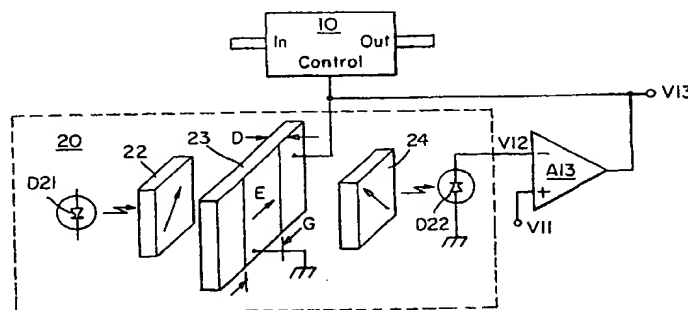 10
In
Out
Control
V13
20
22
23
D
24
V12
A13
D21
E
G
D22
V11
−
+